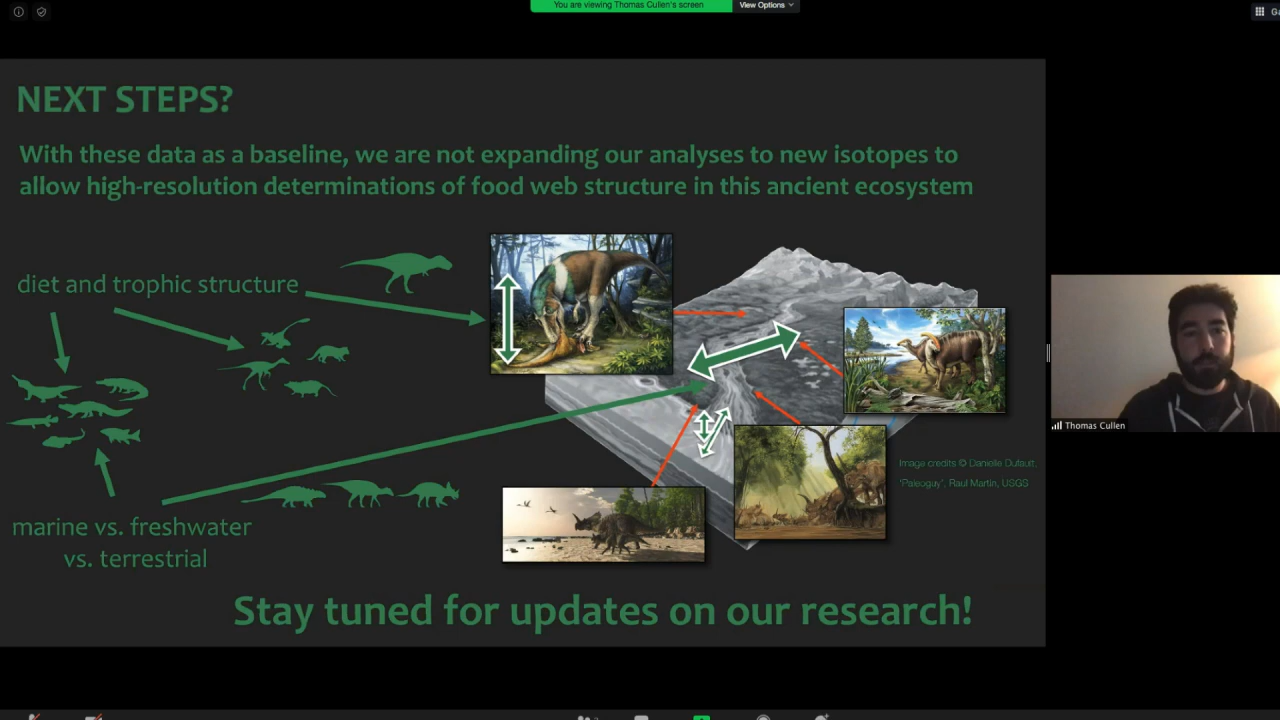 You are viewing Thomas Cullen's screen
View Options
NEXT STEPS?
With these data as a baseline, we are not expanding our analyses to new isotopes to
allow high-resolution determinations of food web structure in this ancient ecosystem
diet and trophic structure
marine vs. freshwater
vs. terrestrial
Image credits © Danielle Dufault,
'Paleoguy', Raul Martin, USGS
Stay tuned for updates on our research!
Thomas Cullen